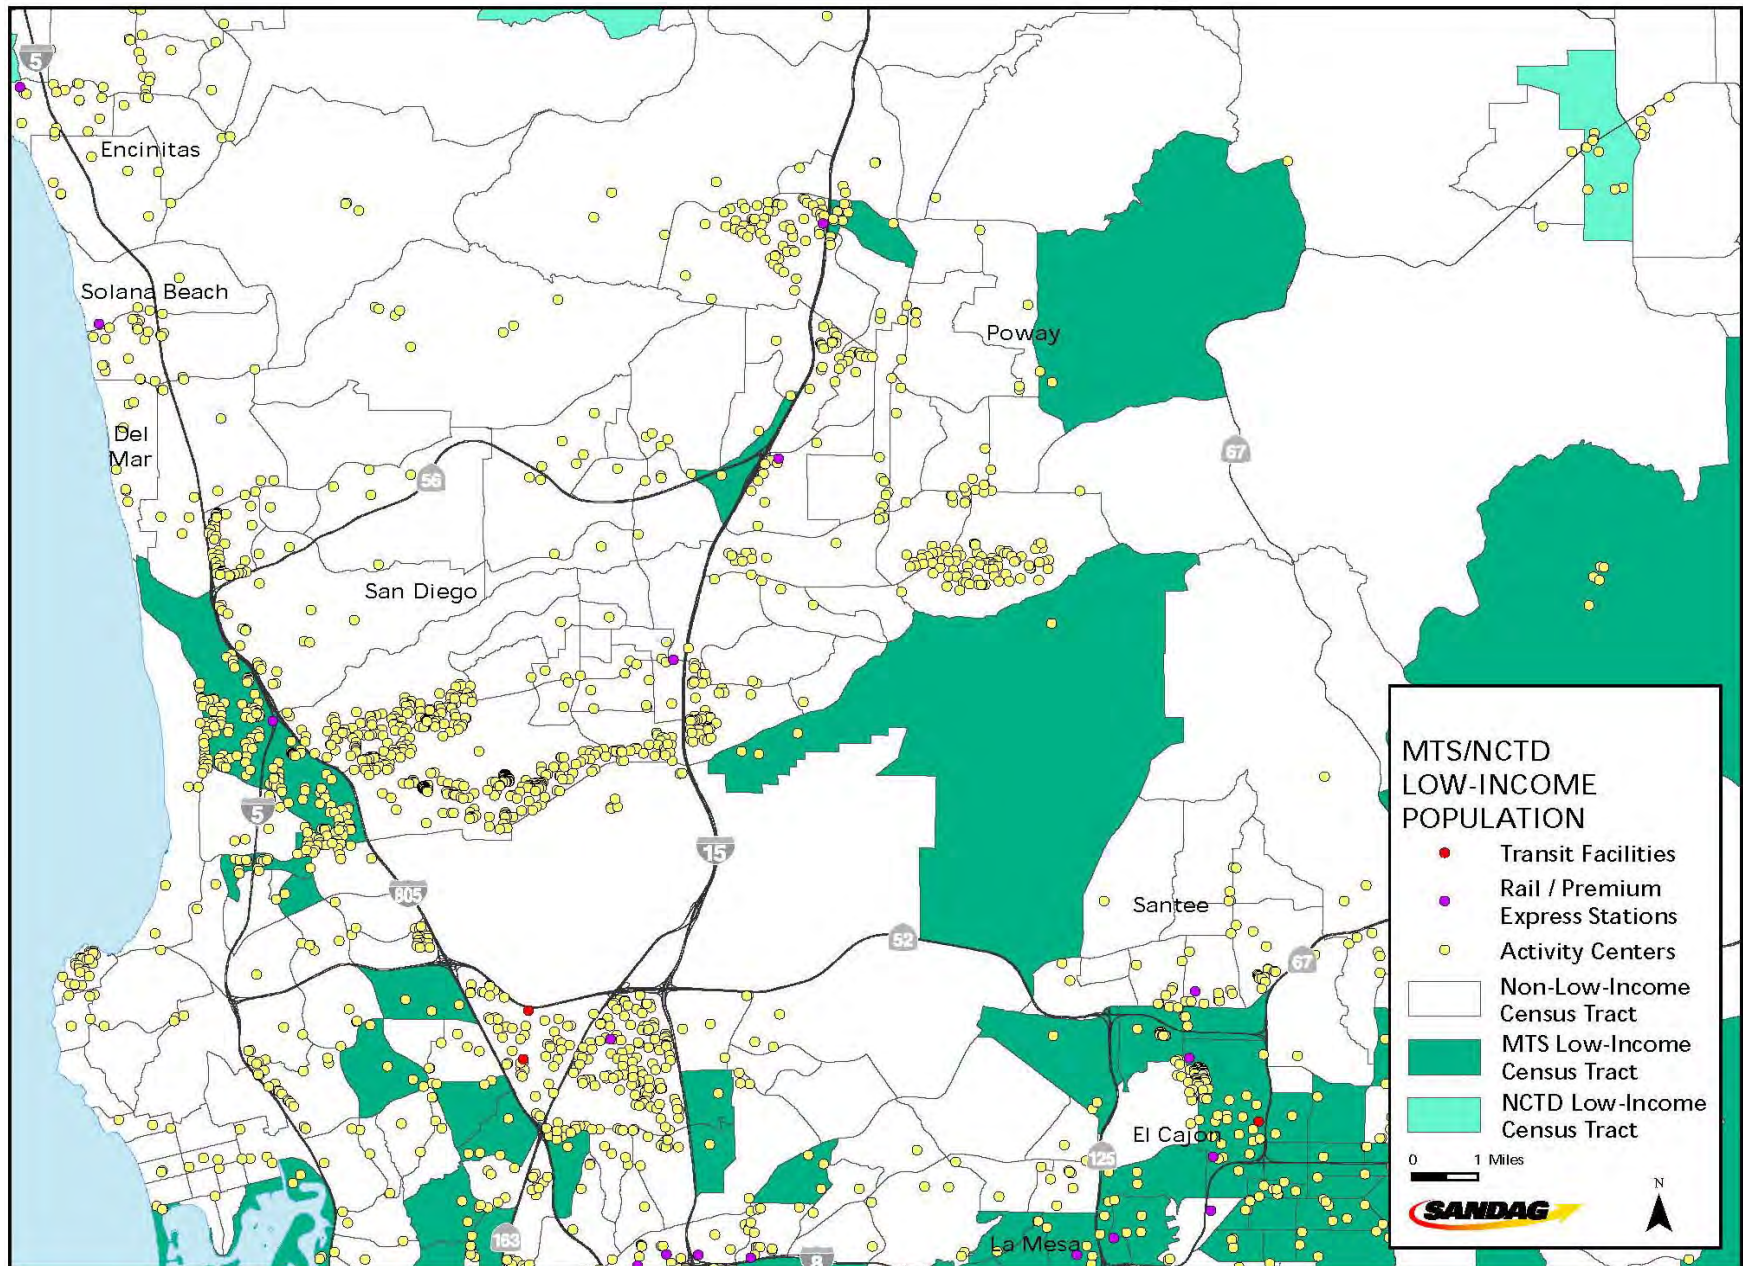 5
Encinitas
Solana Beach
Poway
Del
Mar
67
56
San Diego
5
15
805
Santee
52
67
El Cajon
125
163
La Mesa
8
MTS/NCTD
LOW-INCOME
POPULATION
Transit Facilities
Rail / Premium
Express Stations
Activity Centers
Non-Low-Income
Census Tract
MTS Low-Income
Census Tract
NCTD Low-Income
Census Tract
0 1 Miles
N
SANDAG